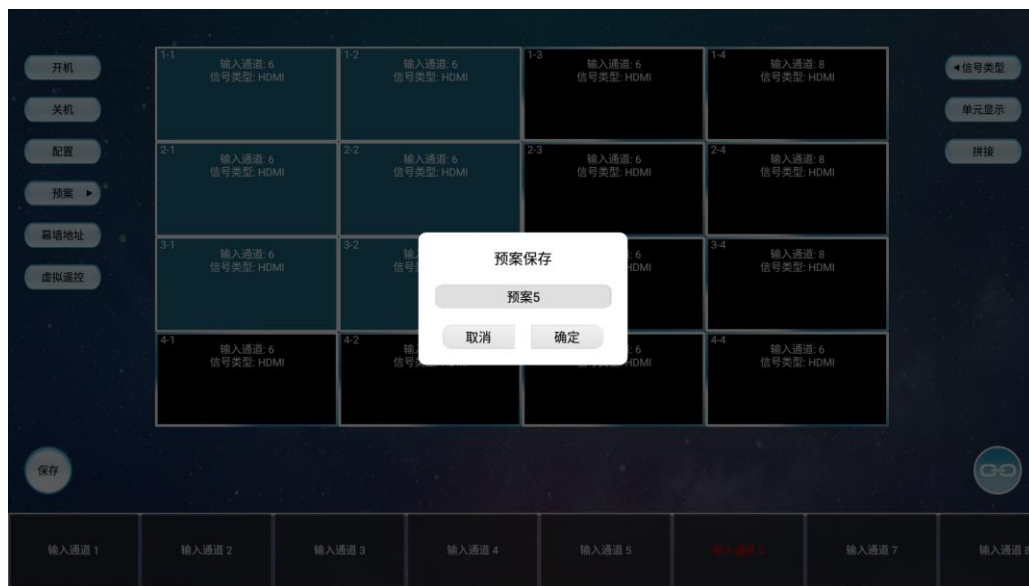 开机
关机
配置
预案 ▶
幕墙地址
虚拟遥控
保存
1-1
输入通道: 6
信号类型: HDMI
1-2
输入通道: 6
信号类型: HDMI
1-3
输入通道: 6
信号类型: HDMI
1-4
输入通道: 8
信号类型: HDMI
2-1
输入通道: 6
信号类型: HDMI
2-2
输入通道: 6
信号类型: HDMI
2-3
输入通道: 6
信号类型: HDMI
2-4
输入通道: 8
信号类型: HDMI
3-1
输入通道: 6
信号类型: HDMI
3-2
输
信号
: 6
HDMI
3-4
输入通道: 8
信号类型: HDMI
4-1
输入通道: 6
信号类型: HDMI
4-2
输
信号类
: 6
HDMI
4-4
输入通道: 6
信号类型: HDMI
预案保存
预案5
取消
确定
◀信号类型
单元显示
拼接
输入通道 1
输入通道 2
输入通道 3
输入通道 4
输入通道 5
输入通道 6
输入通道 7
输入通道 8